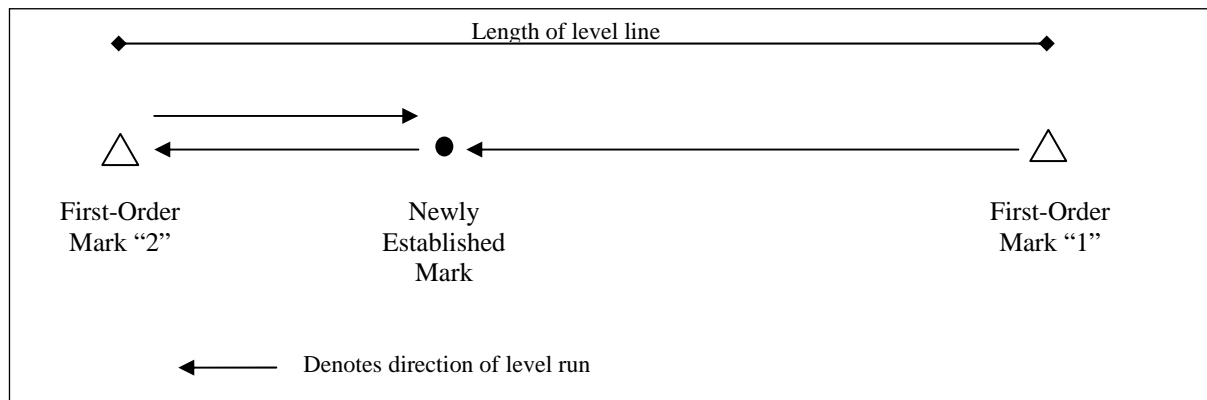 Length of level line
First-Order
Mark “2”
Newly
Established
Mark
First-Order
Mark “1”
Denotes direction of level run